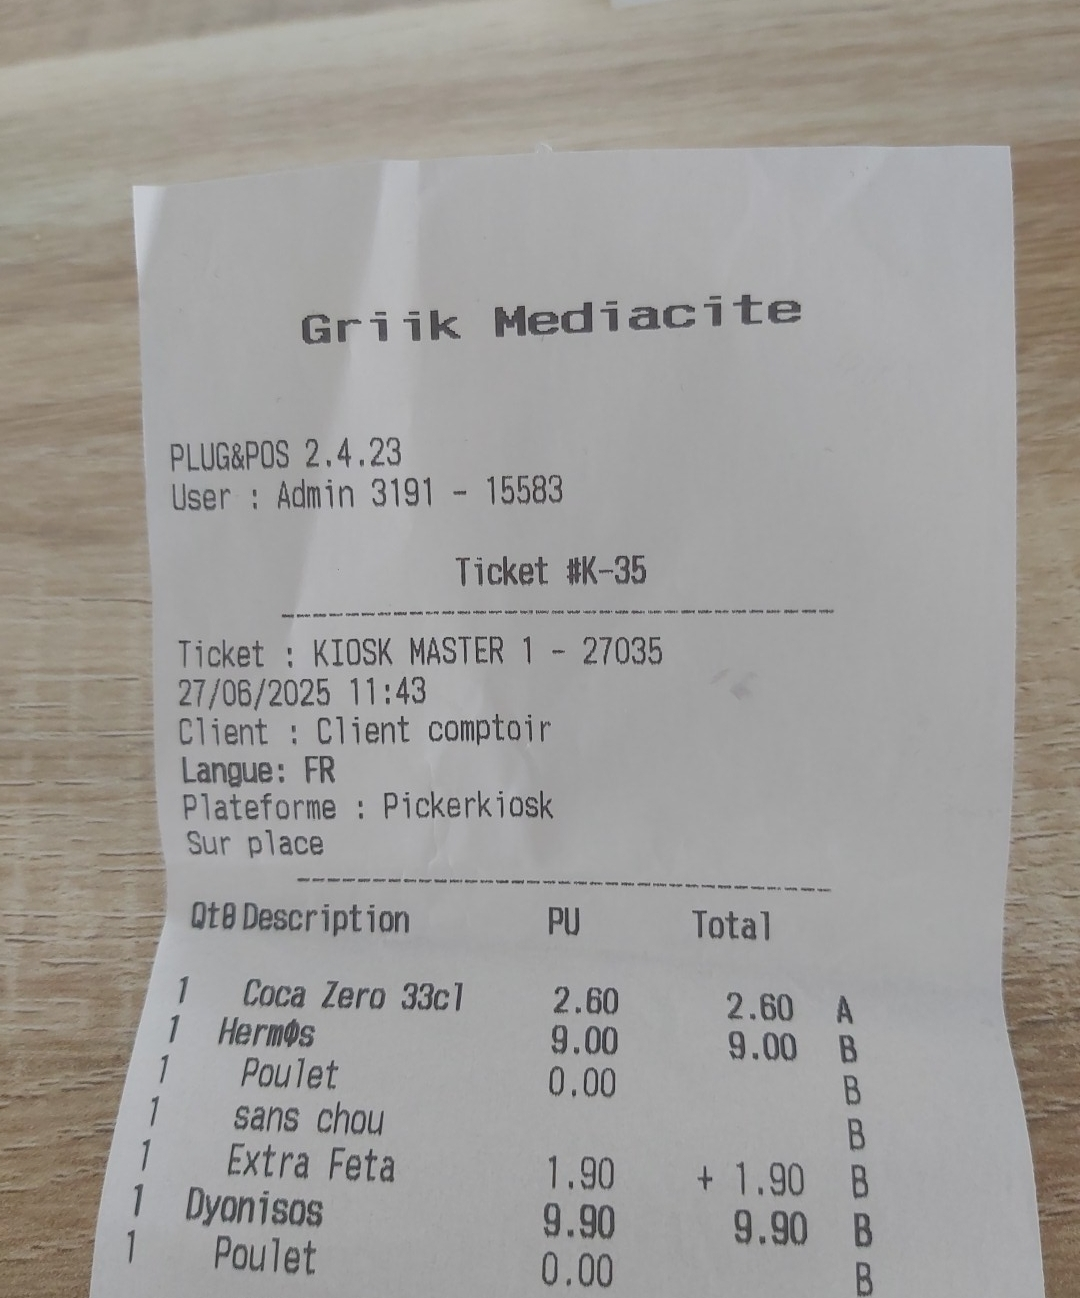 Griik Mediacite
PLUG&POS 2.4.23
User : Admin 3191 - 15583
Ticket #K-35
Ticket : KIOSK MASTER 1 - 27035
27/06/2025 11:43
Client : Client comptoir
Langue: FR
Plateforme : Pickerkiosk
Sur place
Qtθ Description PU Total
1 Coca Zero 33cl 2.60 2.60 A
1 HermΦs 9.00 9.00 B
1 Poulet 0.00 B
1 sans chou B
1 Extra Feta 1.90 + 1.90 B
1 Dyonisos 9.90 9.90 B
1 Poulet 0.00 B